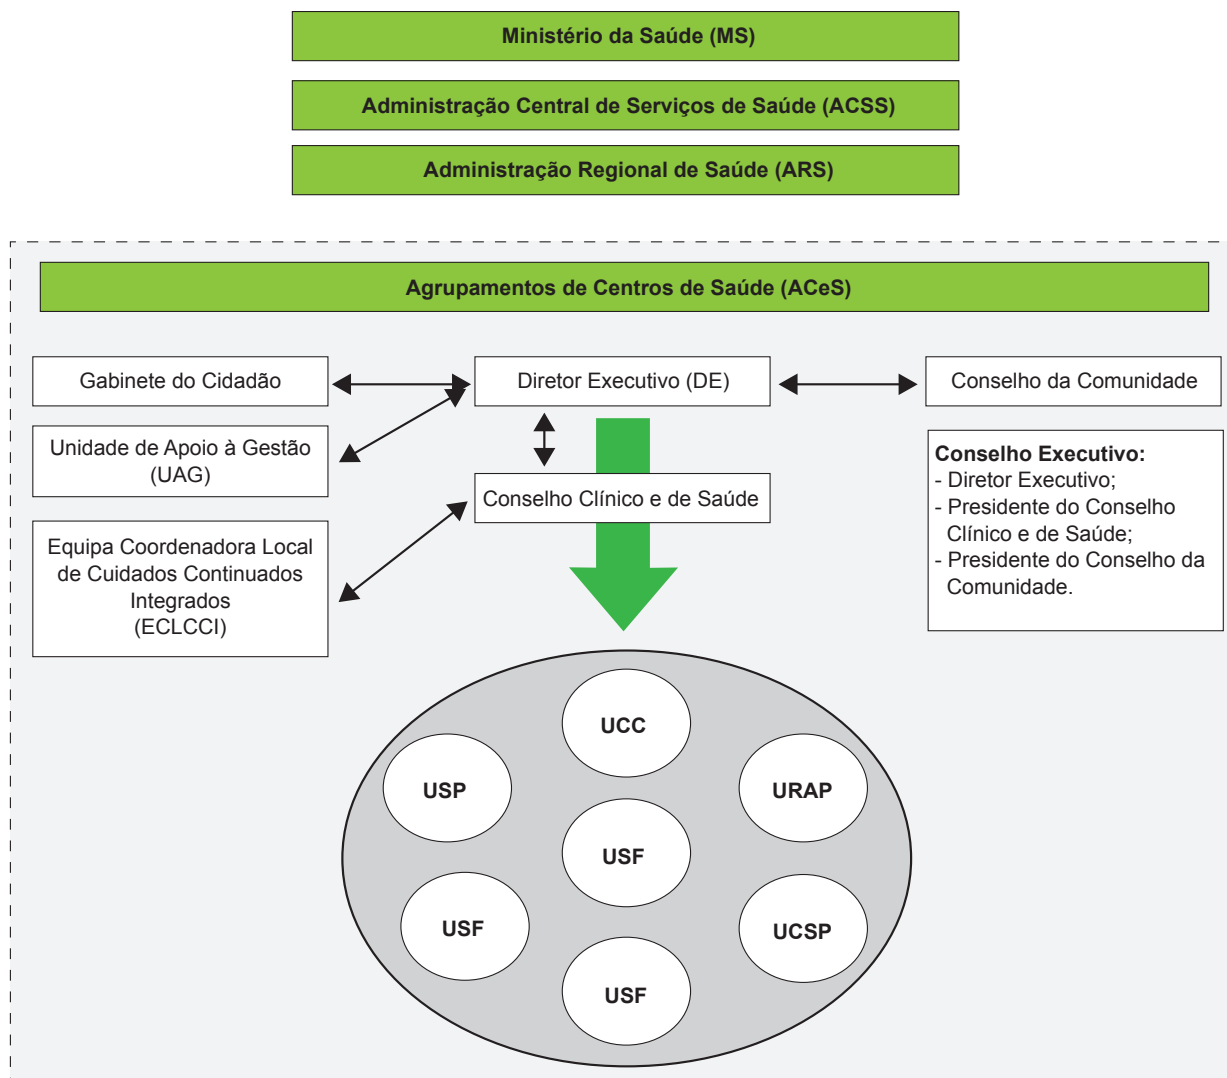 Ministério da Saúde (MS)
Administração Central de Serviços de Saúde (ACSS)
Administração Regional de Saúde (ARS)
Agrupamentos de Centros de Saúde (ACeS)
Gabinete do Cidadão
Diretor Executivo (DE)
Conselho da Comunidade
Unidade de Apoio à Gestão
(UAG)
Conselho Clínico e de Saúde
Conselho Executivo:
- Diretor Executivo;
- Presidente do Conselho
Clínico e de Saúde;
- Presidente do Conselho da
Comunidade.
Equipa Coordenadora Local
de Cuidados Continuados
Integrados
(ECLCCI)
UCC
USP
URAP
USF
USF
UCSP
USF